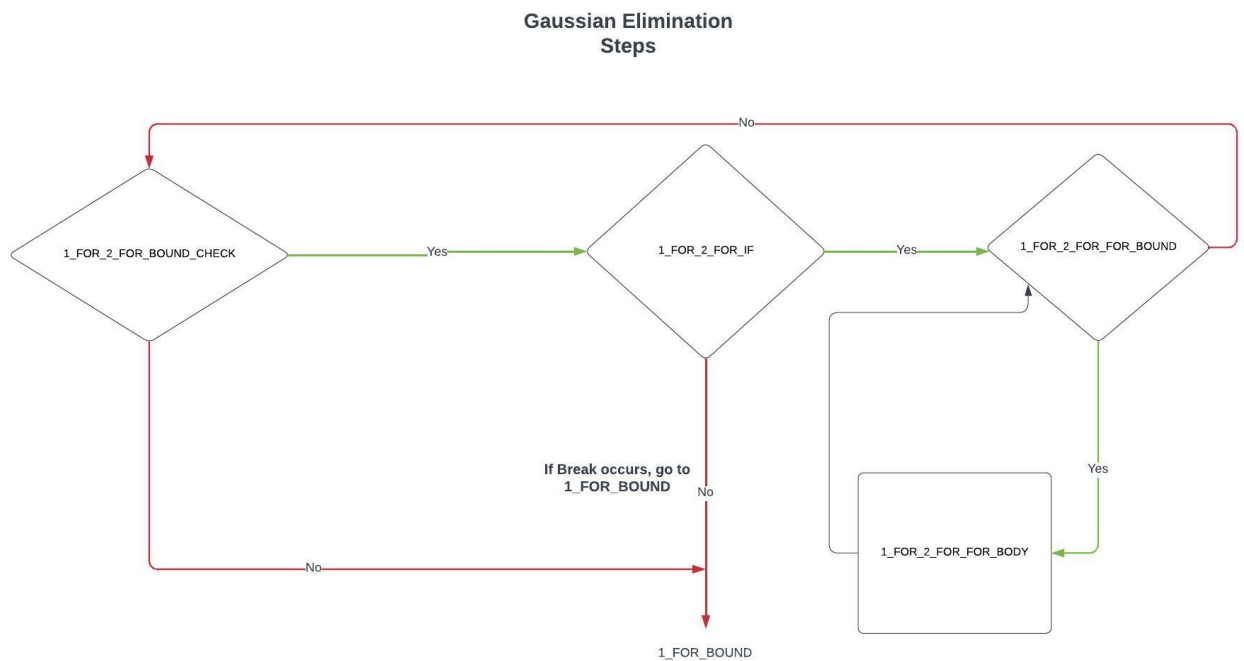 Gaussian Elimination
Steps
No
1_FOR_2_FOR_BOUND_CHECK
Yes
1_FOR_2_FOR_IF
Yes
1_FOR_2_FOR_FOR_BOUND
If Break occurs, go to
1_FOR_BOUND
No
Yes
1_FOR_2_FOR_FOR_BODY
No
1_FOR_BOUND